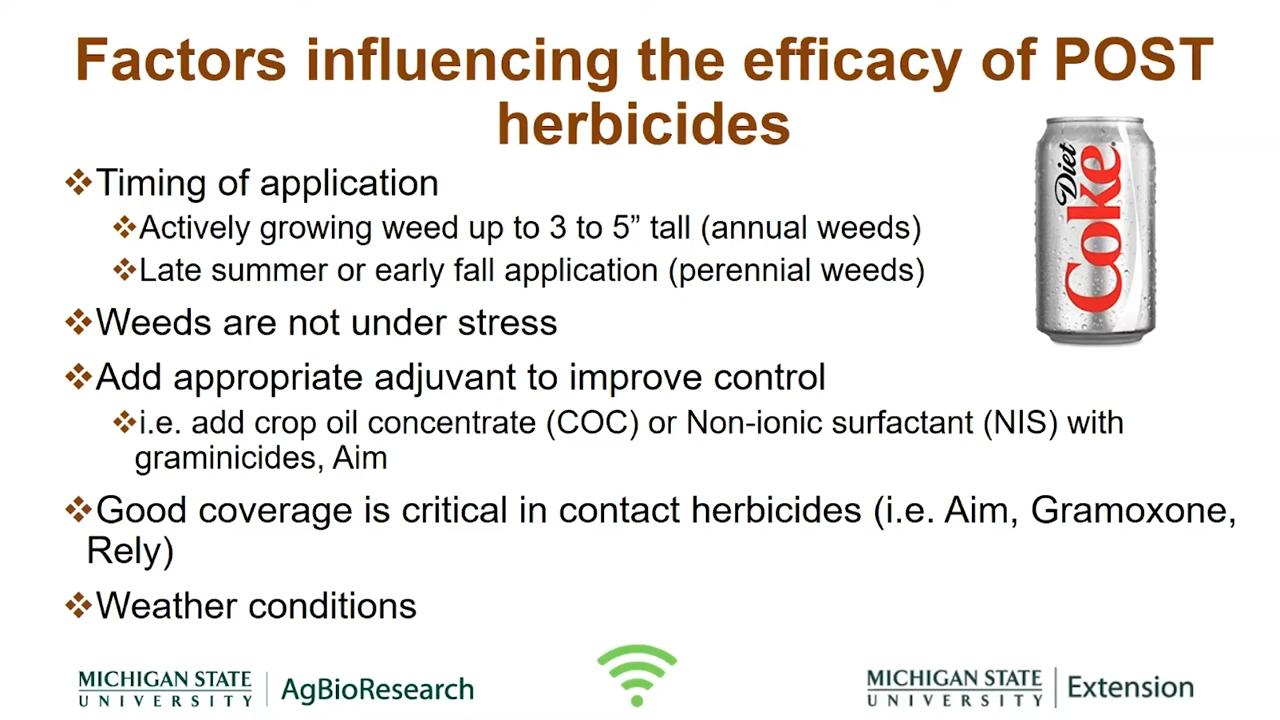 Factors influencing the efficacy of POST
herbicides
❖Timing of application
❖Actively growing weed up to 3 to 5” tall (annual weeds)
❖Late summer or early fall application (perennial weeds)
❖Weeds are not under stress
❖Add appropriate adjuvant to improve control
❖i.e. add crop oil concentrate (COC) or Non-ionic surfactant (NIS) with
graminicides, Aim
❖Good coverage is critical in contact herbicides (i.e. Aim, Gramoxone,
Rely)
❖Weather conditions
Diet
Coke
MICHIGAN STATE
UNIVERSITY
AgBioResearch
MICHIGAN STATE
UNIVERSITY
Extension